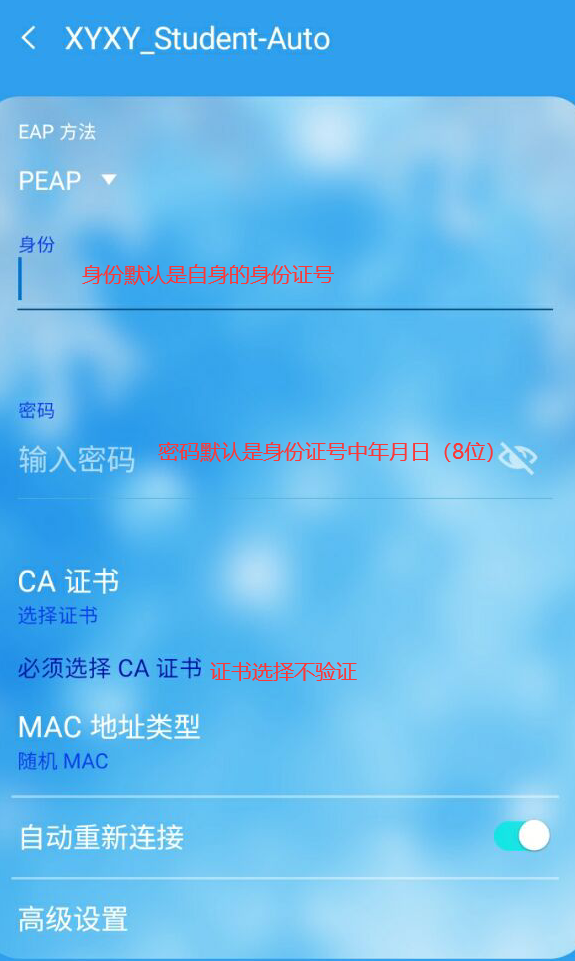 XYXY_Student-Auto
EAP 方法
PEAP
身份
身份默认是自身的身份证号
密码
输入密码 密码默认是身份证号中年月日（8位）
CA 证书
选择证书
必须选择 CA 证书 证书选择不验证
MAC 地址类型
随机 MAC
自动重新连接
高级设置